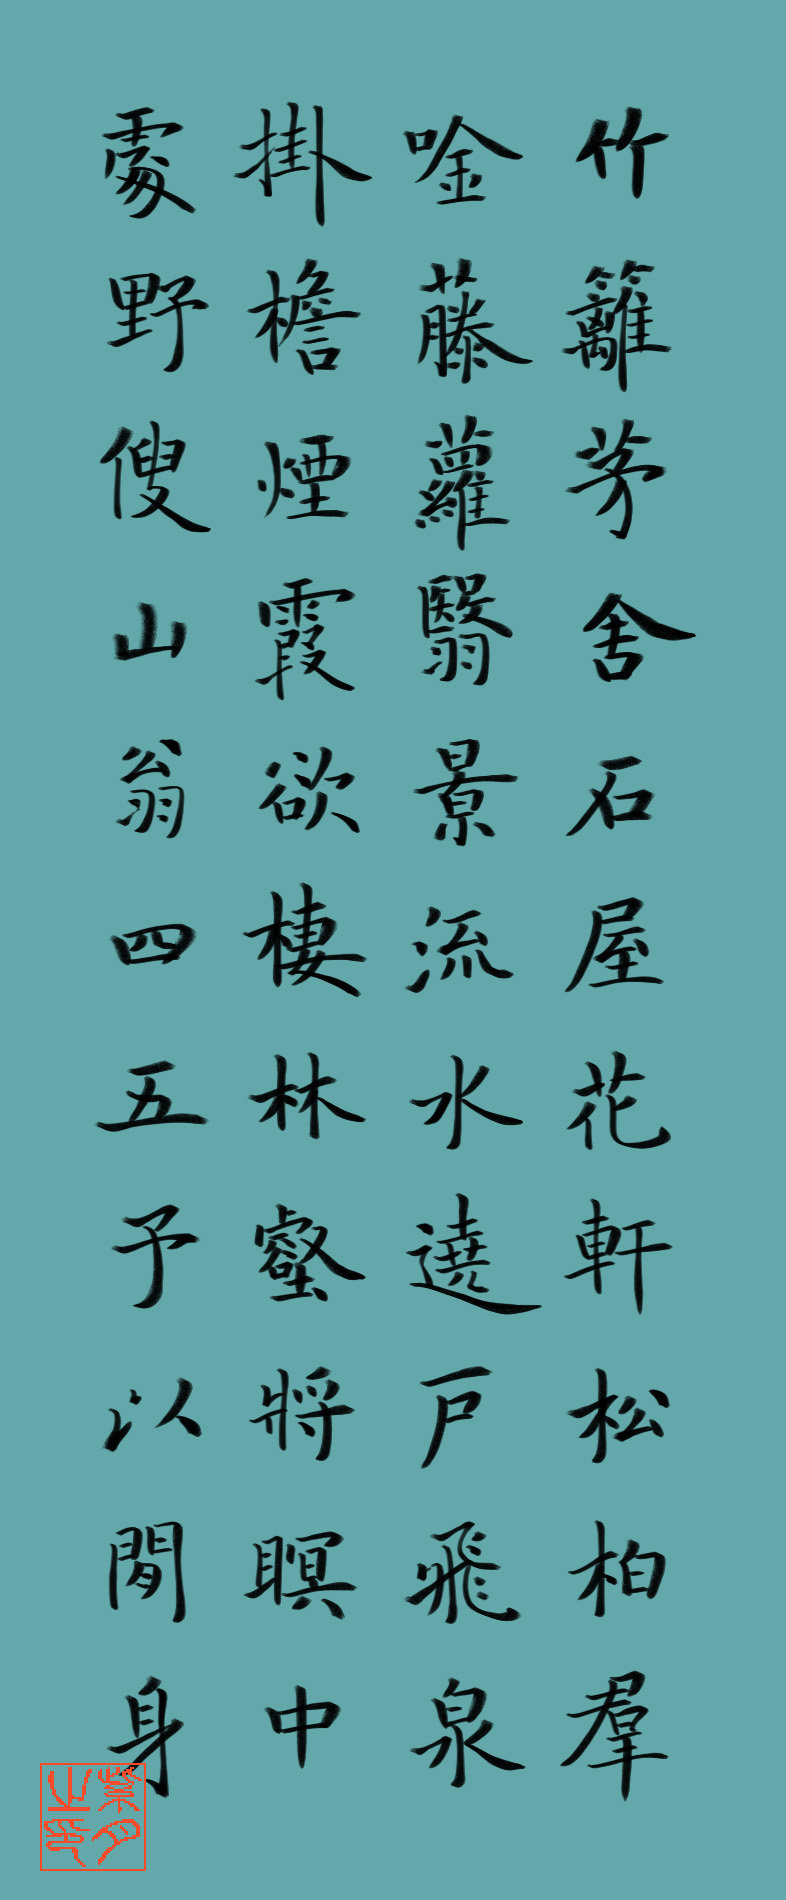 竹籬茅舍石屋花軒松柏羣
唫藤蘿翳景流水遶戸飛泉
掛檐煙霞欲棲林壑將瞑中
處野傁山翁四五予以閒身